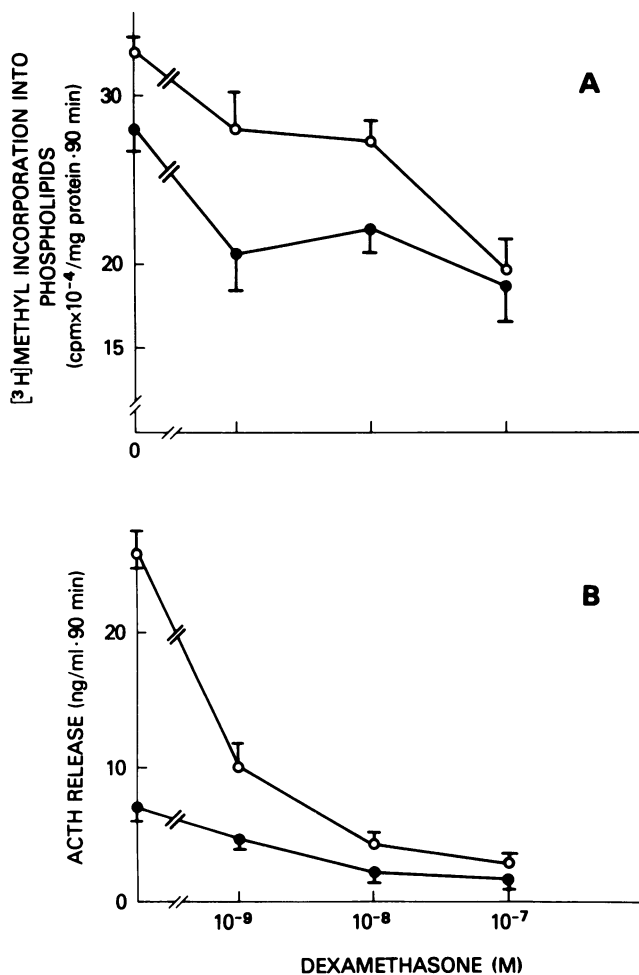 [³H]METHYL INCORPORATION INTO
PHOSPHOLIPIDS
(cpm×10⁻⁴/mg protein·90 min)
A
30
20
15
0
ACTH RELEASE (ng/ml·90 min)
B
20
10
0
10⁻⁹ 10⁻⁸ 10⁻⁷
DEXAMETHASONE (M)